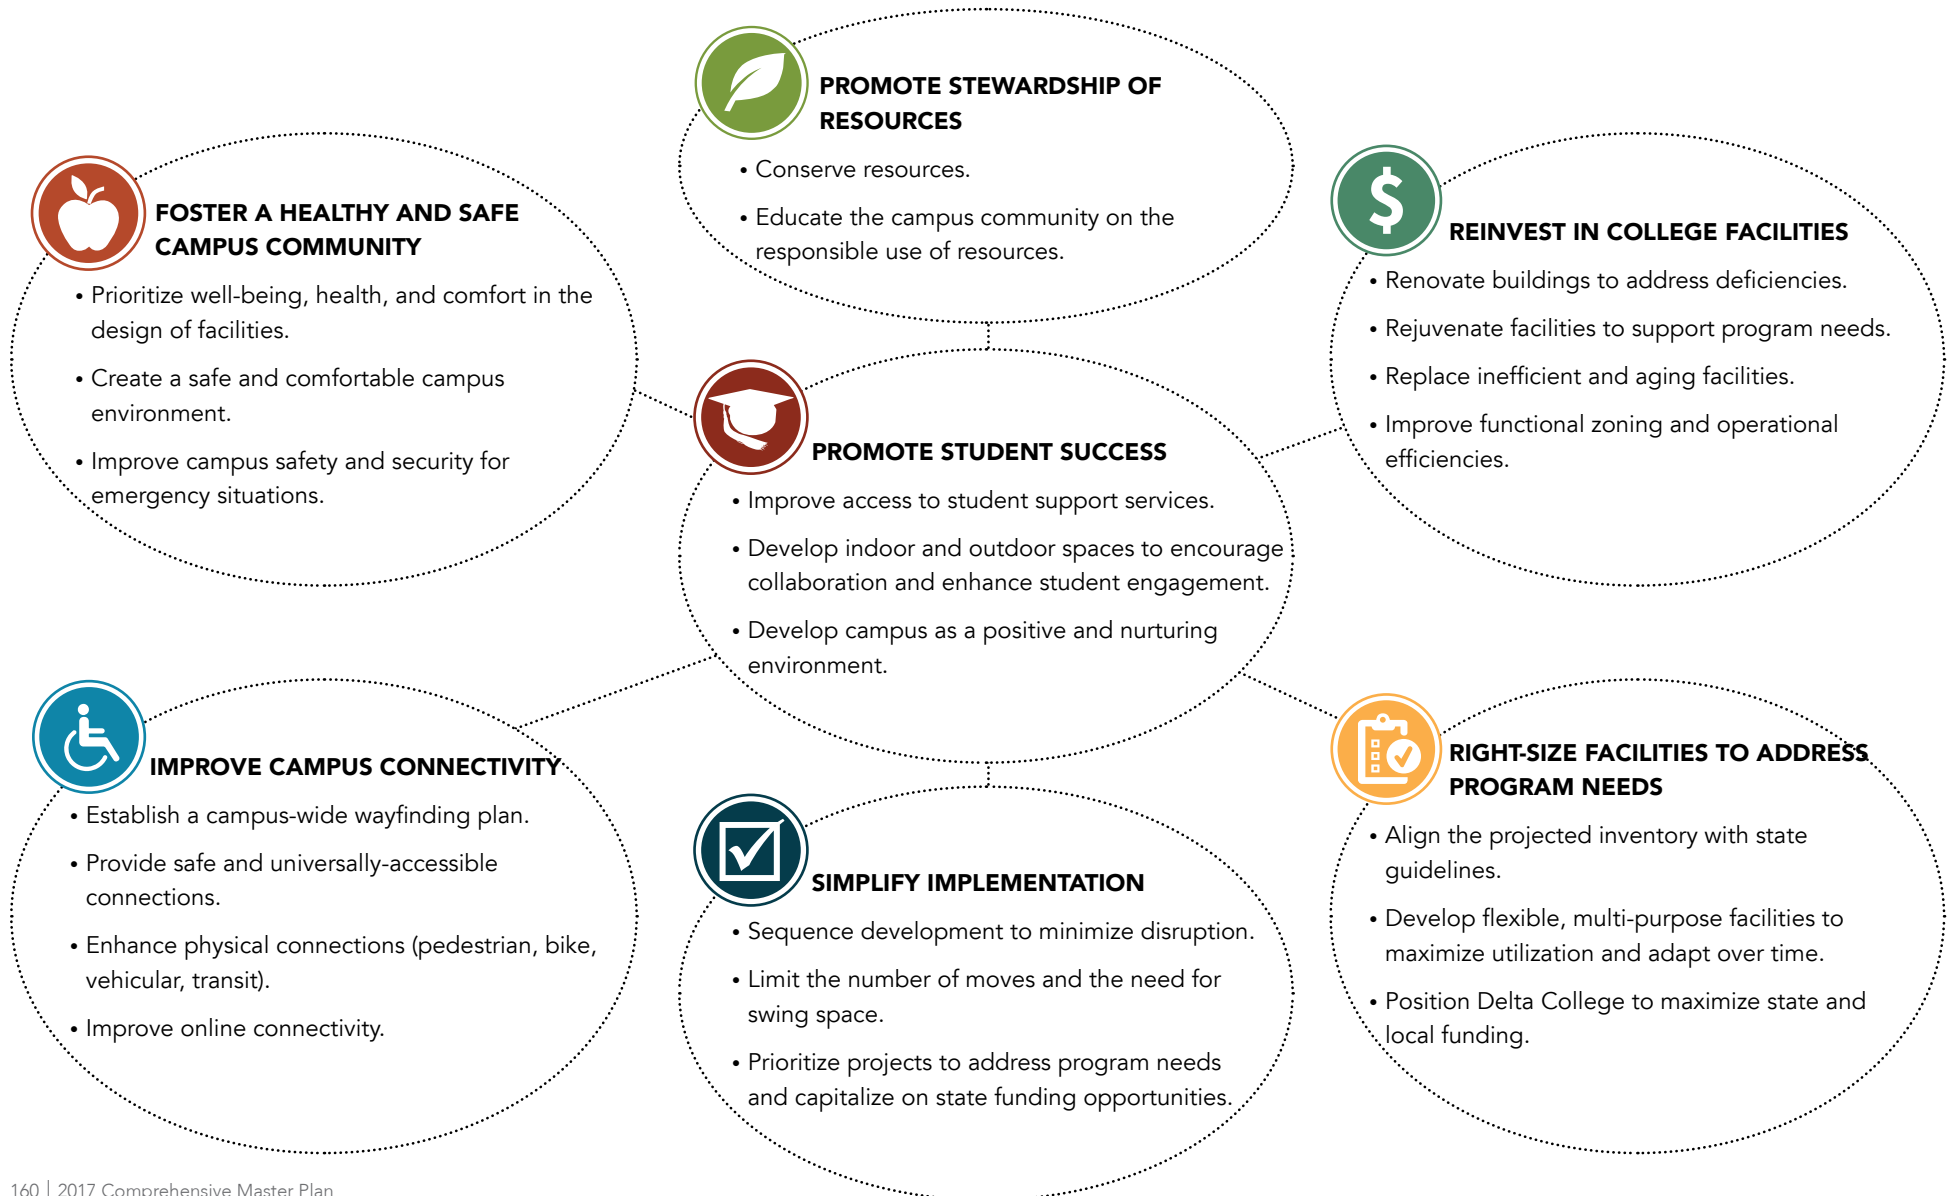 PROMOTE STEWARDSHIP OF
RESOURCES
• Conserve resources.
• Educate the campus community on the
responsible use of resources.
FOSTER A HEALTHY AND SAFE
CAMPUS COMMUNITY
• Prioritize well-being, health, and comfort in the
design of facilities.
• Create a safe and comfortable campus
environment.
• Improve campus safety and security for
emergency situations.
$
REINVEST IN COLLEGE FACILITIES
• Renovate buildings to address deficiencies.
• Rejuvenate facilities to support program needs.
• Replace inefficient and aging facilities.
• Improve functional zoning and operational
efficiencies.
PROMOTE STUDENT SUCCESS
• Improve access to student support services.
• Develop indoor and outdoor spaces to encourage
collaboration and enhance student engagement.
• Develop campus as a positive and nurturing
environment.
IMPROVE CAMPUS CONNECTIVITY
• Establish a campus-wide wayfinding plan.
• Provide safe and universally-accessible
connections.
• Enhance physical connections (pedestrian, bike,
vehicular, transit).
• Improve online connectivity.
SIMPLIFY IMPLEMENTATION
• Sequence development to minimize disruption.
• Limit the number of moves and the need for
swing space.
• Prioritize projects to address program needs
and capitalize on state funding opportunities.
RIGHT-SIZE FACILITIES TO ADDRESS
PROGRAM NEEDS
• Align the projected inventory with state
guidelines.
• Develop flexible, multi-purpose facilities to
maximize utilization and adapt over time.
• Position Delta College to maximize state and
local funding.
160 | 2017 Comprehensive Master Plan